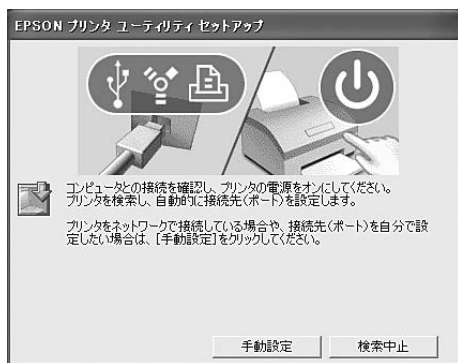 EPSON プリンタ ユーティリティ セットアップ
コンピュータとの接続を確認し、プリンタの電源をオンにしてください。
プリンタを検索し、自動的に接続先(ポート)を設定します。
プリンタをネットワークで接続している場合や、接続先(ポート)を自分で設
定したい場合は、[手動設定]をクリックしてください。
手動設定
検索中止